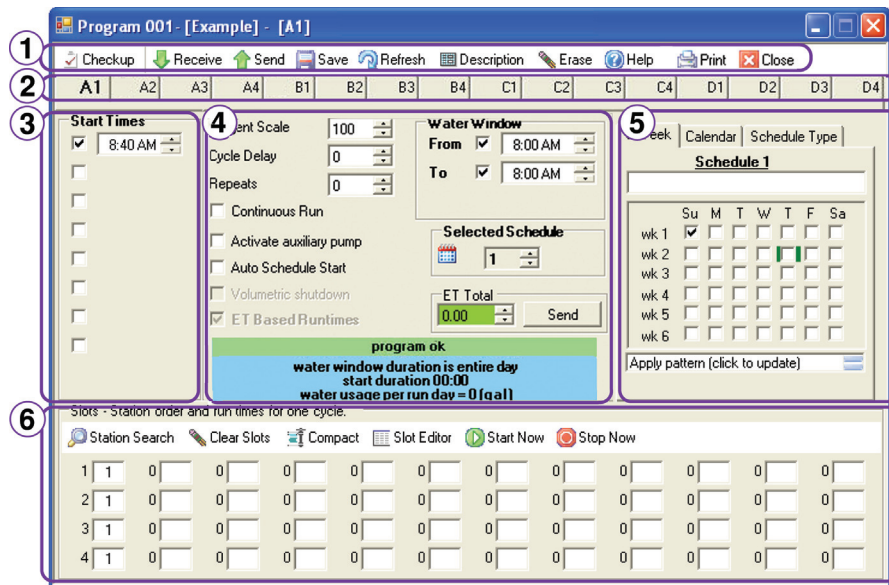 Program 001- [Example] - [A1]
1 Checkup Receive Send Save Refresh Description Erase Help Print Close
2 A1 A2 A3 A4 B1 B2 B3 B4 C1 C2 C3 C4 D1 D2 D3 D4
3 Start Times
8:40 AM
4 Scale 100
Cycle Delay 0
Repeats 0
Continuous Run
Activate auxiliary pump
Auto Schedule Start
Volumetric shutdown
ET Based Runtimes
Water Window
From 8:00 AM
To 8:00 AM
Selected Schedule
1
ET Total
0.00 Send
program ok
water window duration is entire day
start duration 00:00
water usage per run day = 0 (gal)
5 Calendar Schedule Type
Schedule 1
Su M T W T F Sa
wk 1
wk 2
wk 3
wk 4
wk 5
wk 6
Apply pattern (click to update)
6 Slots - Station order and run times for one cycle.
Station Search Clear Slots Compact Slot Editor Start Now Stop Now
1 1 0 0 0 0 0 0 0 0 0 0
2 1 0 0 0 0 0 0 0 0 0 0
3 1 0 0 0 0 0 0 0 0 0 0
4 1 0 0 0 0 0 0 0 0 0 0